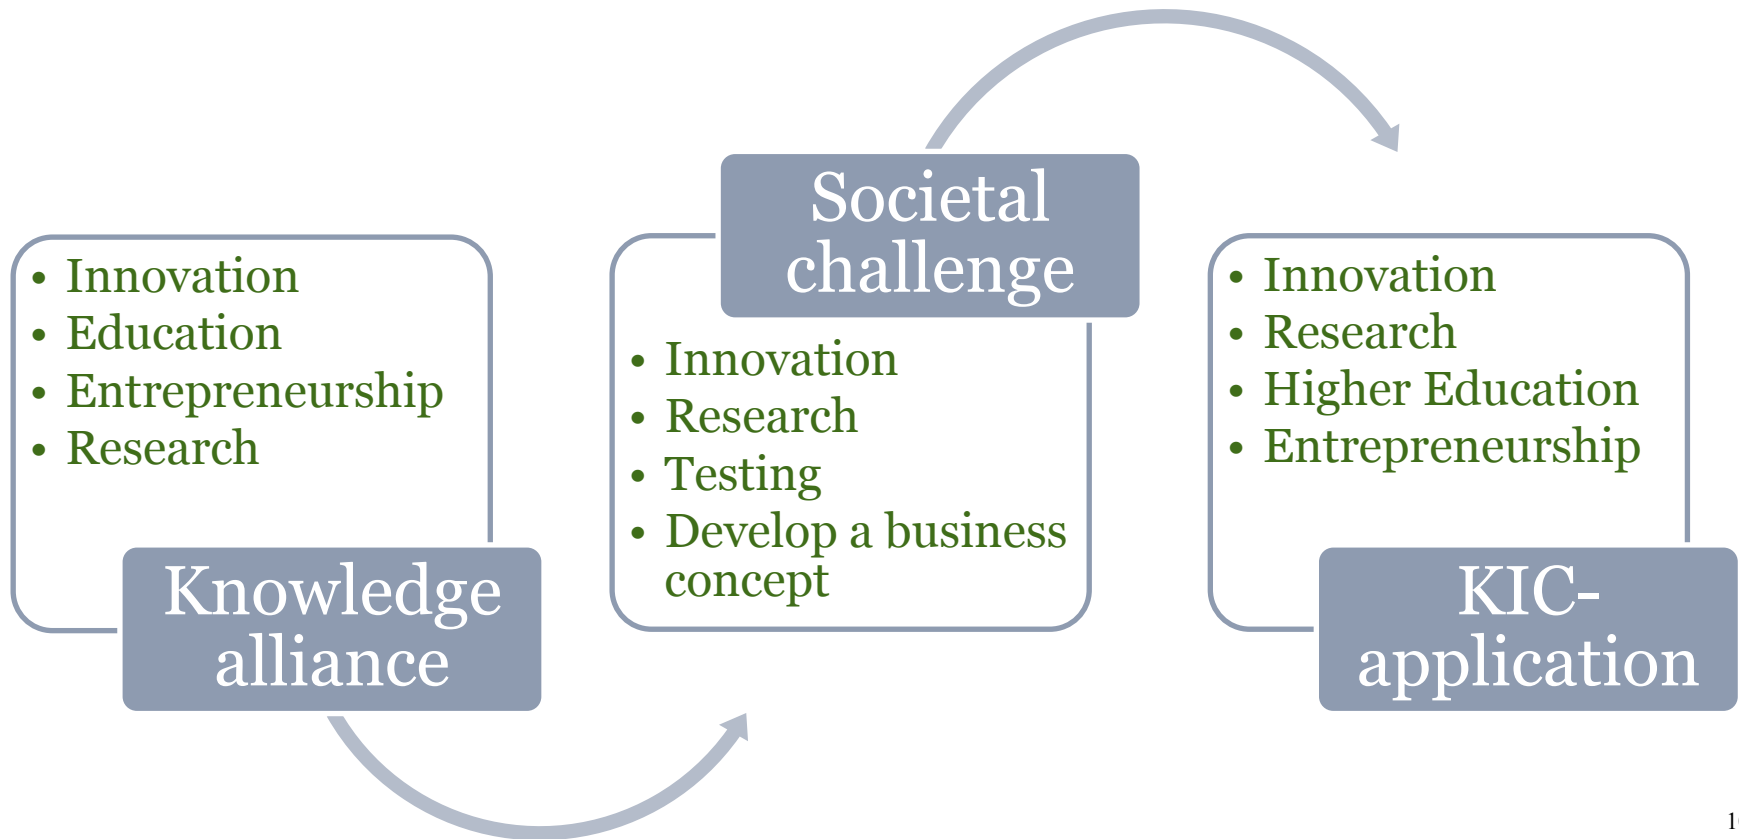 • Innovation
• Education
• Entrepreneurship
• Research
Knowledge
alliance
Societal
challenge
• Innovation
• Research
• Testing
• Develop a business
concept
• Innovation
• Research
• Higher Education
• Entrepreneurship
KIC-
application